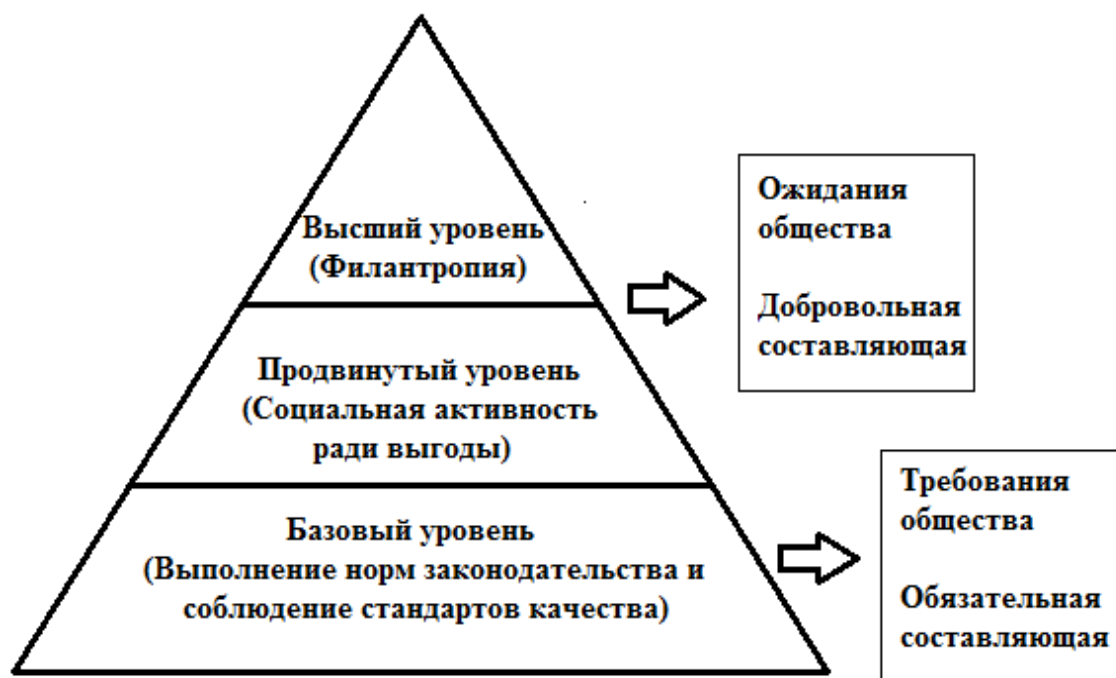 Высший уровень
(Филантропия)
Ожидания
общества
Добровольная
составляющая
Продвинутый уровень
(Социальная активность
ради выгоды)
Базовый уровень
(Выполнение норм законодательства и
соблюдение стандартов качества)
Требования
общества
Обязательная
составляющая